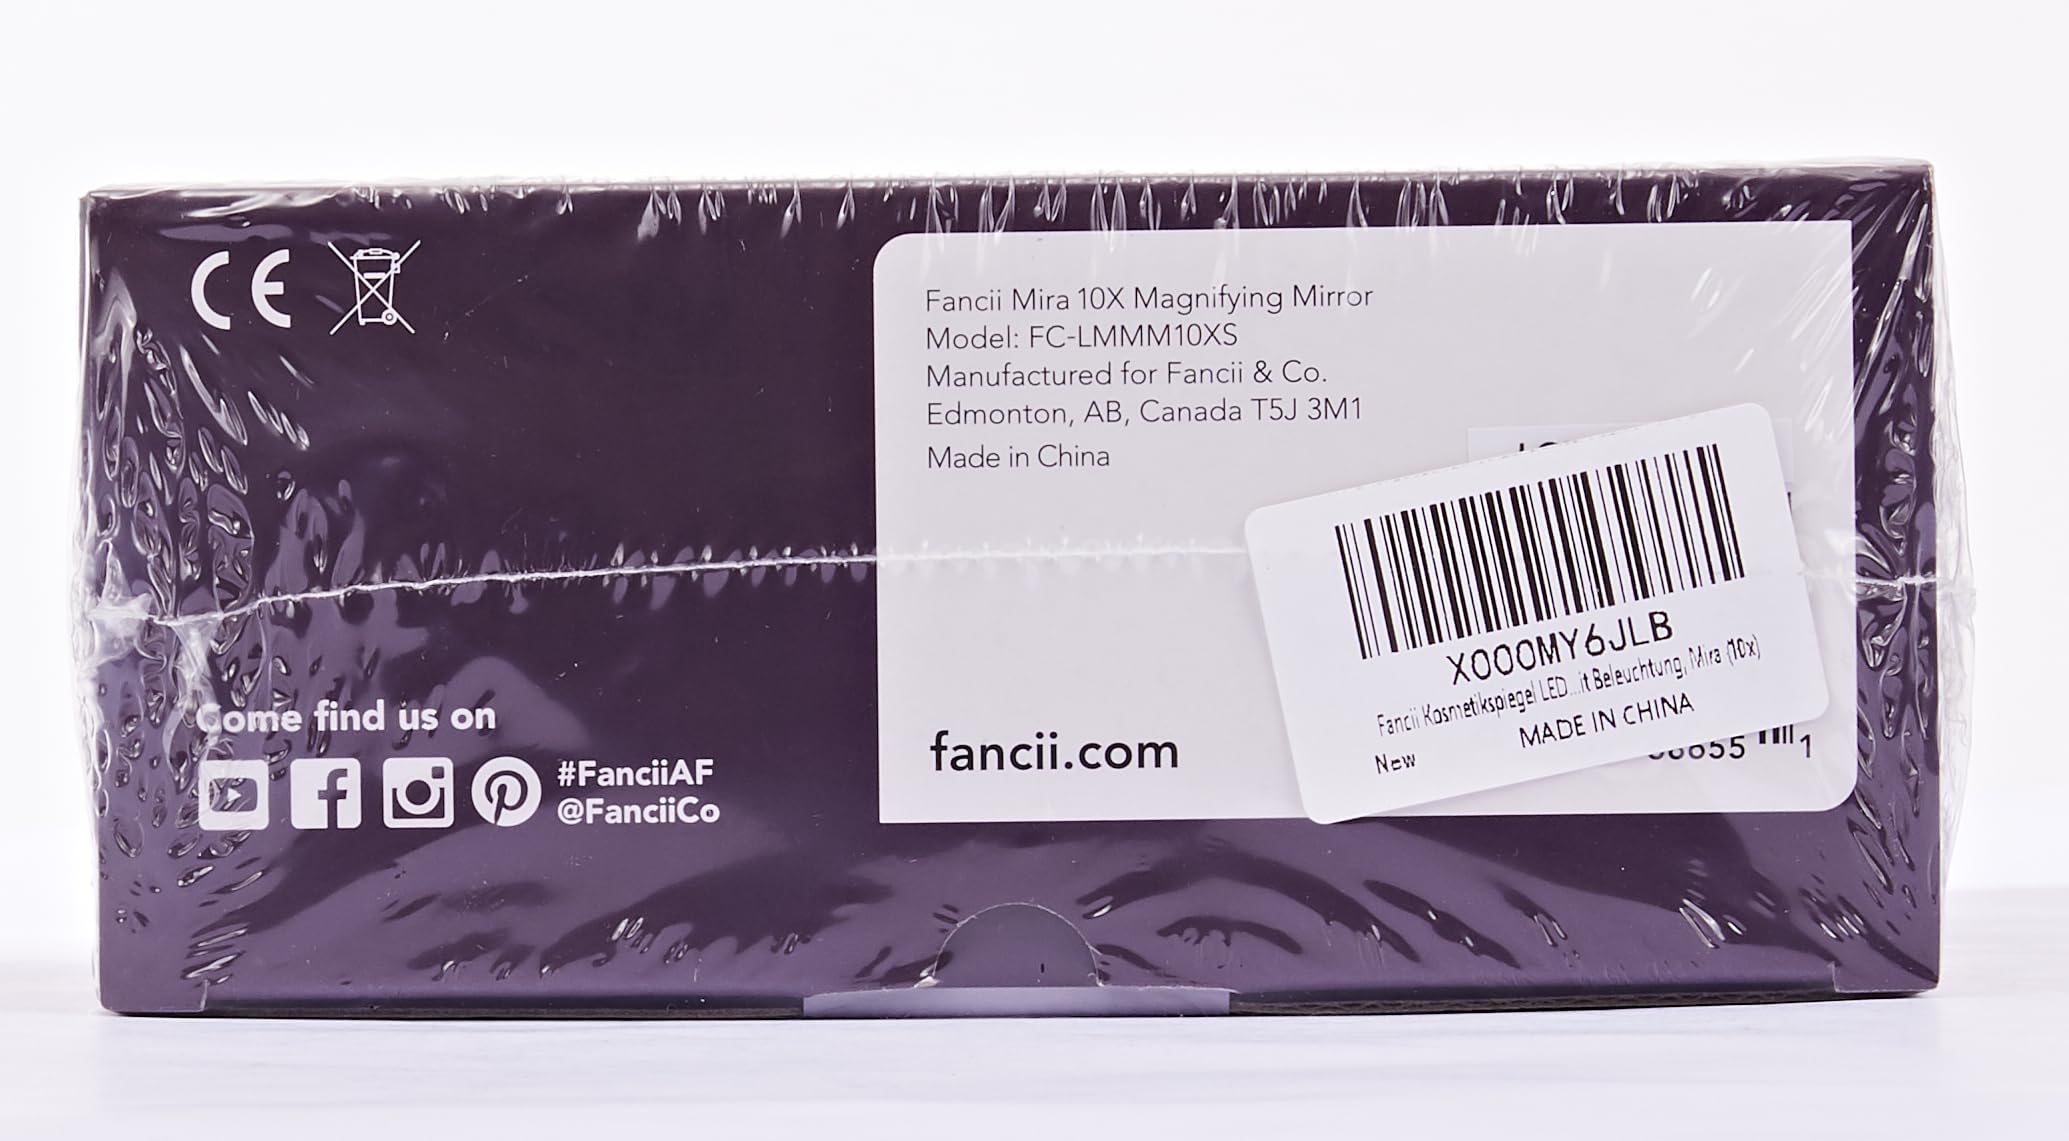 CE
Fancii Mira 10X Magnifying Mirror
Model: FC-LMMM10XS
Manufactured for Fancii & Co.
Edmonton, AB, Canada T5J 3M1
Made in China
X000MY6JLB
Fancii Kosmetikspiegel LED...it Beleuchtung, Mira (10x)
New
MADE IN CHINA
1
fancii.com
Come find us on
#FanciiAF
@FanciiCo